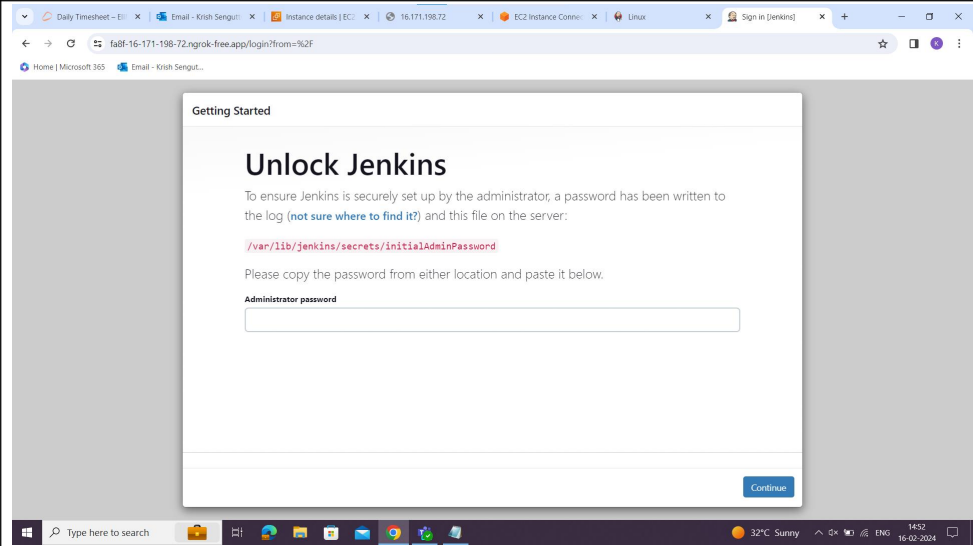 Daily Timesheet – El
Email - Krish Sengutt
Instance details | EC2
16.171.198.72
EC2 Instance Connec
Linux
Sign in [Jenkins]
fa8f-16-171-198-72.ngrok-free.app/login?from=%2F
K
Home | Microsoft 365
Email - Krish Sengut...
Getting Started
Unlock Jenkins
To ensure Jenkins is securely set up by the administrator, a password has been written to
the log (not sure where to find it?) and this file on the server:
/var/lib/jenkins/secrets/initialAdminPassword
Please copy the password from either location and paste it below.
Administrator password
Continue
Type here to search
32°C Sunny
ENG
14:52
16-02-2024